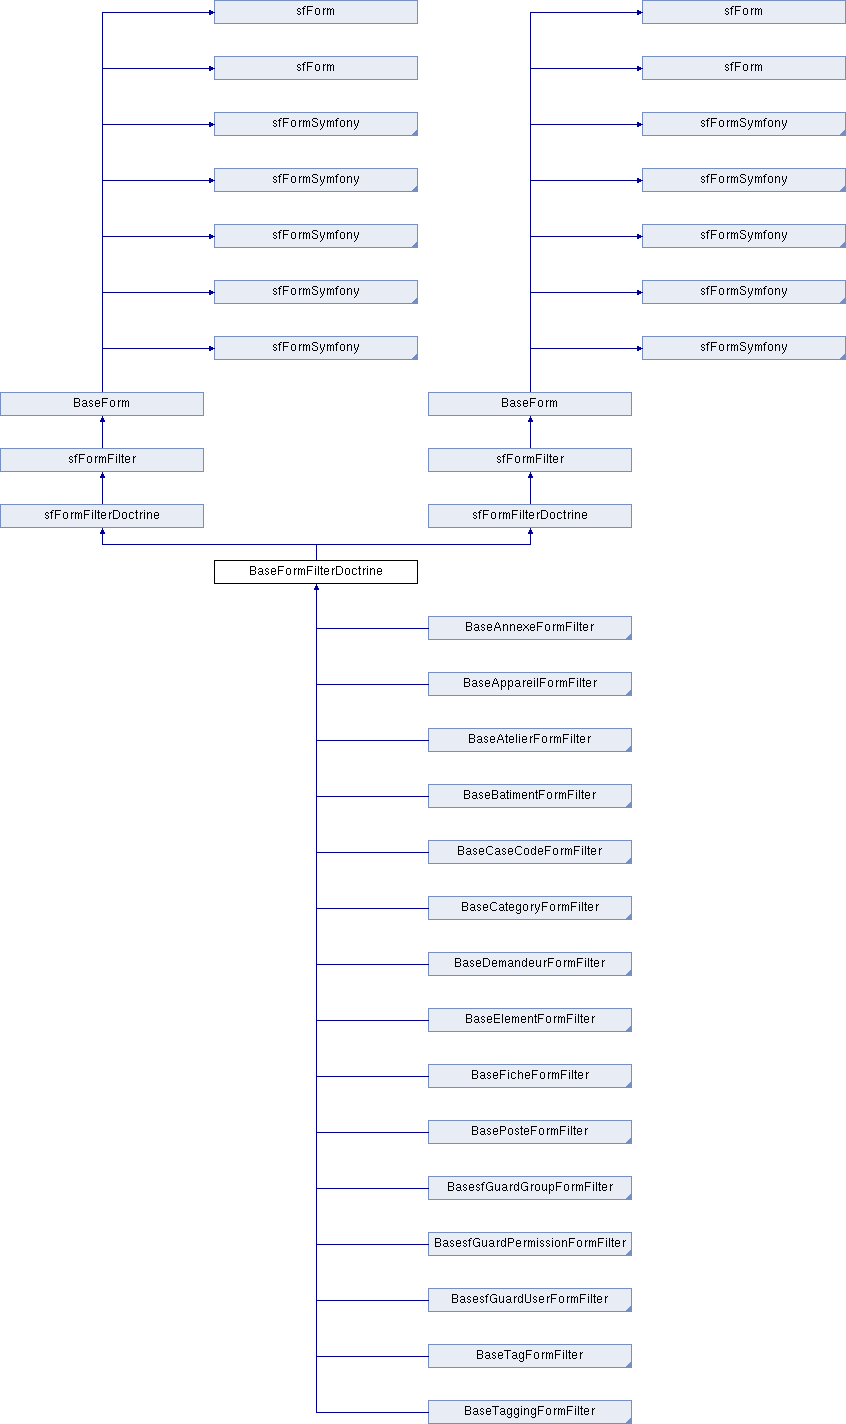 sfForm sfForm
sfForm sfForm
sfFormSymfony sfFormSymfony
sfFormSymfony sfFormSymfony
sfFormSymfony sfFormSymfony
sfFormSymfony sfFormSymfony
sfFormSymfony sfFormSymfony
BaseForm BaseForm
sfFormFilter sfFormFilter
sfFormFilterDoctrine sfFormFilterDoctrine
BaseFormFilterDoctrine
BaseAnnexeFormFilter
BaseAppareilFormFilter
BaseAtelierFormFilter
BaseBatimentFormFilter
BaseCaseCodeFormFilter
BaseCategoryFormFilter
BaseDemandeurFormFilter
BaseElementFormFilter
BaseFicheFormFilter
BasePosteFormFilter
BasesfGuardGroupFormFilter
BasesfGuardPermissionFormFilter
BasesfGuardUserFormFilter
BaseTagFormFilter
BaseTaggingFormFilter